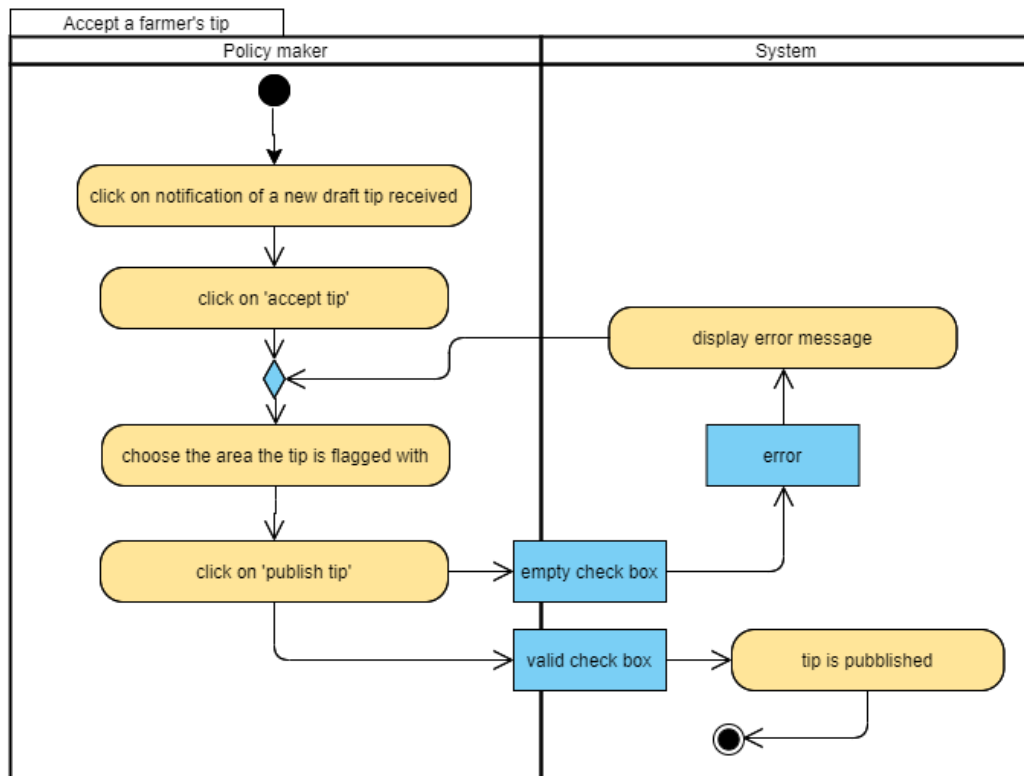 Accept a farmer's tip
Policy maker
System
click on notification of a new draft tip received
click on 'accept tip'
display error message
choose the area the tip is flagged with
error
click on 'publish tip'
empty check box
valid check box
tip is pubblished